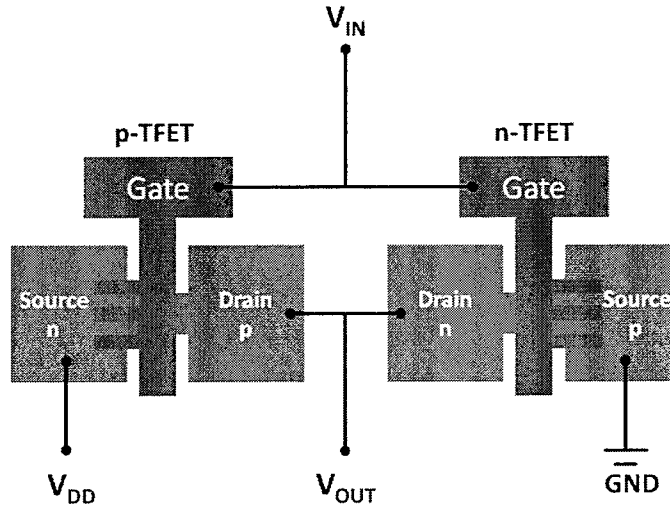 V_IN
p-TFET
n-TFET
Gate
Gate
Source
n
Drain
p
Drain
n
Source
p
V_DD
V_OUT
GND